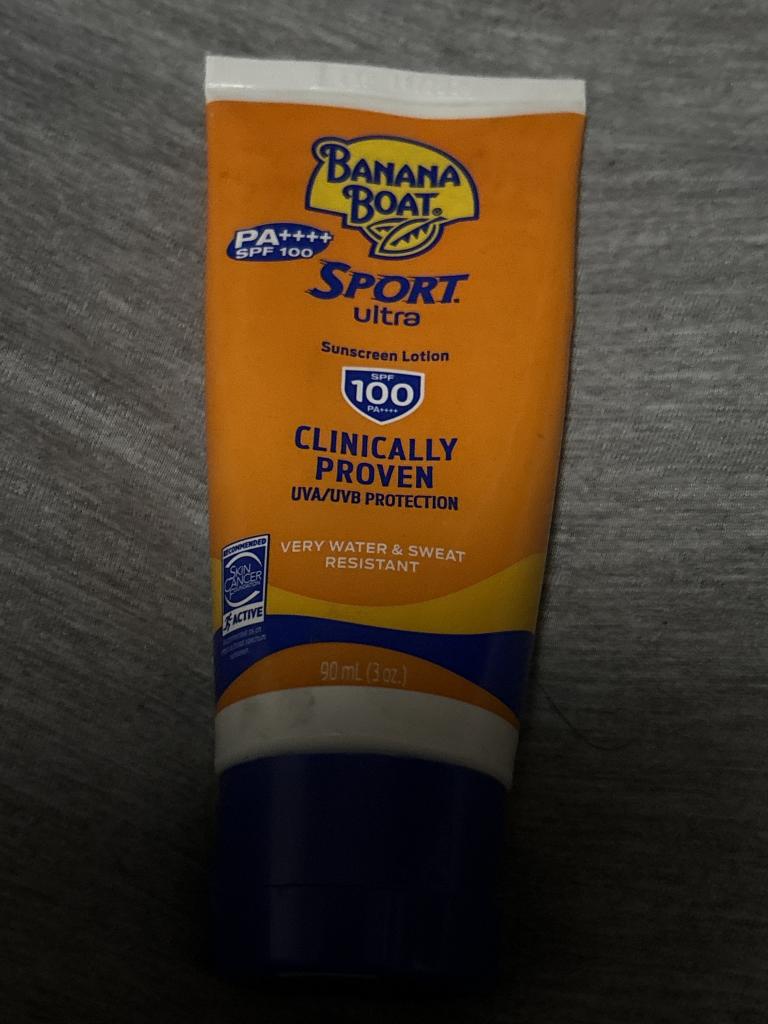 BANANA
BOAT®
PA++++
SPF 100
SPORT
ultra
Sunscreen Lotion
SPF
100
PA++++
CLINICALLY
PROVEN
UVA/UVB PROTECTION
VERY WATER & SWEAT
RESISTANT
RECOMMENDED
SKIN
CANCER
FOUNDATION
ACTIVE
90 mL (3 oz.)